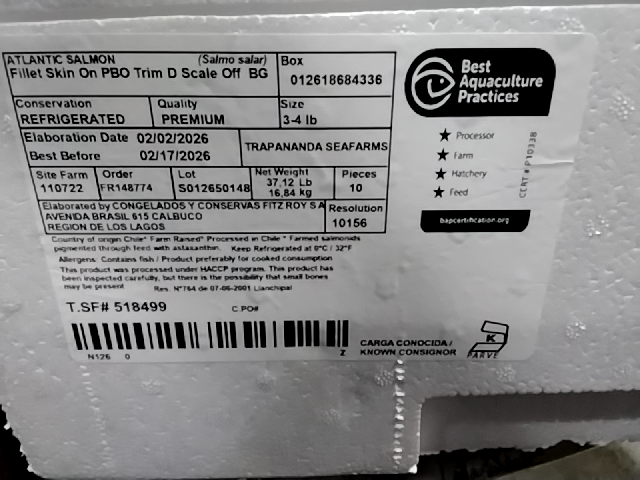 ATLANTIC SALMON (Salmo salar)
Fillet Skin On PBO Trim D Scale Off BG
Box
012618684336
Conservation
REFRIGERATED
Quality
PREMIUM
Size
3-4 lb
Elaboration Date 02/02/2026
Best Before 02/17/2026
TRAPANANDA SEAFARMS
Site Farm
110722
Order
FR148774
Lot
S012650148
Net Weight
37,12 Lb
16,84 kg
Pieces
10
Elaborated by CONGELADOS Y CONSERVAS FITZ ROY S A
AVENIDA BRASIL 615 CALBUCO
REGION DE LOS LAGOS
Resolution
10156
Country of origin Chile* Farm Raised* Processed in Chile * Farmed salmonids
pigmented through feed with astaxanthin. Keep Refrigerated at 0°C / 32°F
Allergens: Contains fish / Product preferably for cooked consumption
This product was processed under HACCP program. This product has
been inspected carefully, but there is the possibility that small bones
may be present. Res N°764 de 07-06-2001 Llanchipal
T.SF# 518499
C.PO#
N126 0 Z
CARGA CONOCIDA /
KNOWN CONSIGNOR
K
PARVE
Best
Aquaculture
Practices
Processor
Farm
Hatchery
Feed
CERT # P10338
bapcertification.org